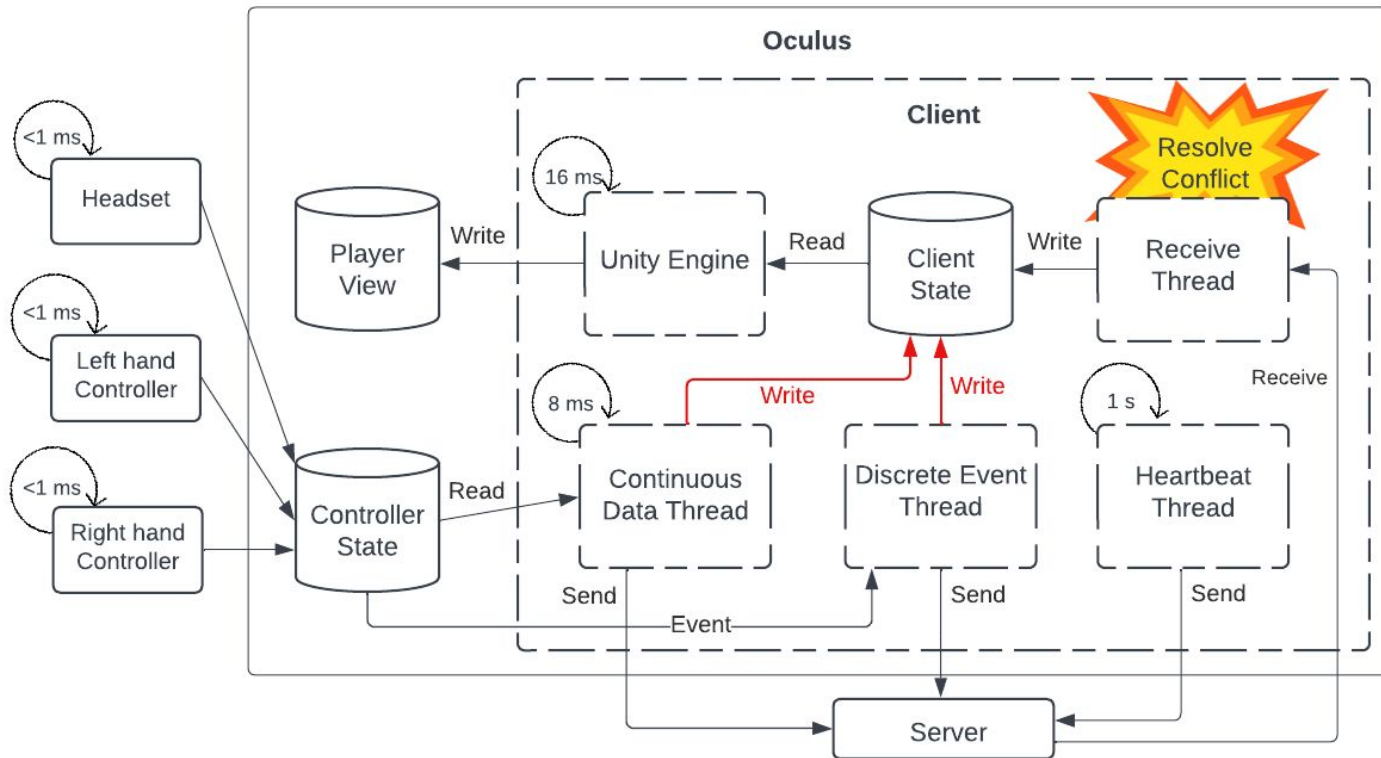 Oculus
Client
<1 ms
Headset
<1 ms
Left hand
Controller
<1 ms
Right hand
Controller
Player
View
Write
16 ms
Unity Engine
Read
Client
State
Write
Resolve
Conflict
Receive
Thread
Receive
Write
Write
Controller
State
Read
8 ms
Continuous
Data Thread
Discrete Event
Thread
1 s
Heartbeat
Thread
Send
Event
Send
Send
Server